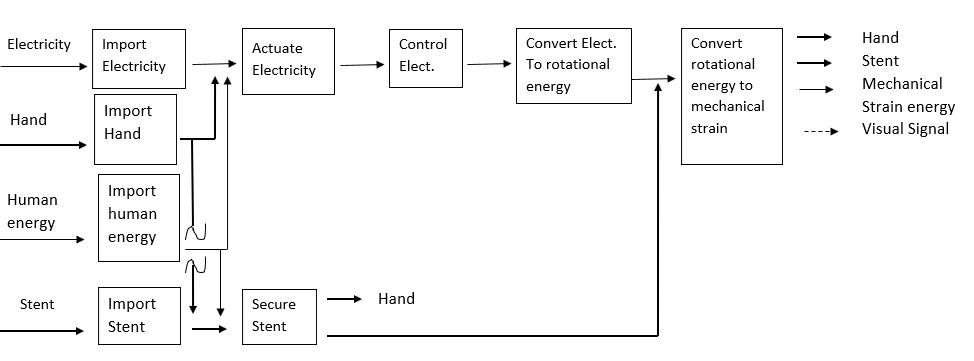 Electricity
Import
Electricity
Actuate
Electricity
Control
Elect.
Convert Elect.
To rotational
energy
Convert
rotational
energy to
mechanical
strain
Hand
Stent
Mechanical
Strain energy
Visual Signal
Hand
Import
Hand
Human
energy
Import
human
energy
Stent
Import
Stent
Secure
Stent
Hand